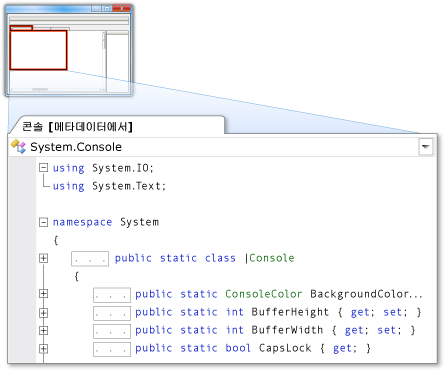 콘솔 [메타데이터에서]
System.Console
using System.IO;
using System.Text;
namespace System
{
... public static class |Console
{
... public static ConsoleColor BackgroundColor...
... public static int BufferHeight { get; set; }
... public static int BufferWidth { get; set; }
... public static bool CapsLock { get; }